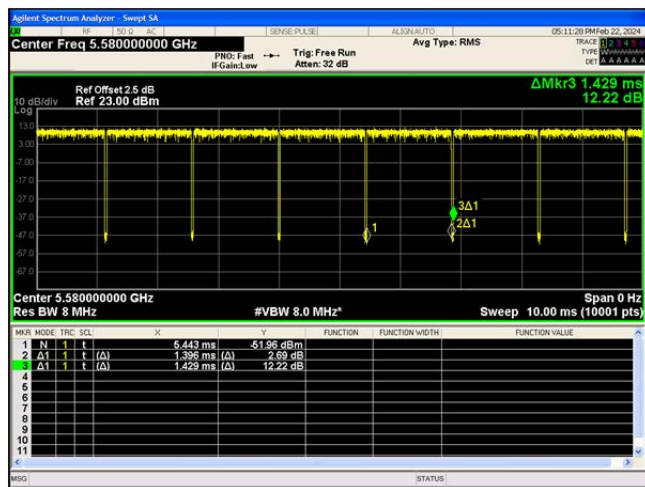 Agilent Spectrum Analyzer - Swept SA
RF 50 Ω AC SENSE:PULSE ALIGN AUTO 05:11:28 PM Feb 22, 2024
Center Freq 5.580000000 GHz
PNO: Fast
IFGain:Low
Trig: Free Run
Atten: 32 dB
Avg Type: RMS
TRACE 1 2 3 4 5 6
TYPE
DET A A A A A A
Ref Offset 2.5 dB
Ref 23.00 dBm
ΔMkr3 1.429 ms
12.22 dB
10 dB/div
Log
13.0
3.00
-7.00
-17.0
-27.0
-37.0
-47.0
-57.0
-67.0
3Δ1
1
2Δ1
Center 5.580000000 GHz Span 0 Hz
Res BW 8 MHz #VBW 8.0 MHz* Sweep 10.00 ms (10001 pts)
MKR MODE TRC SCL X Y FUNCTION FUNCTION WIDTH FUNCTION VALUE
1 N 1 t 5.443 ms -51.96 dBm
2 Δ1 1 t (Δ) 1.396 ms (Δ) 2.69 dB
3 Δ1 1 t (Δ) 1.429 ms (Δ) 12.22 dB
4
5
6
7
8
9
10
11
MSG STATUS